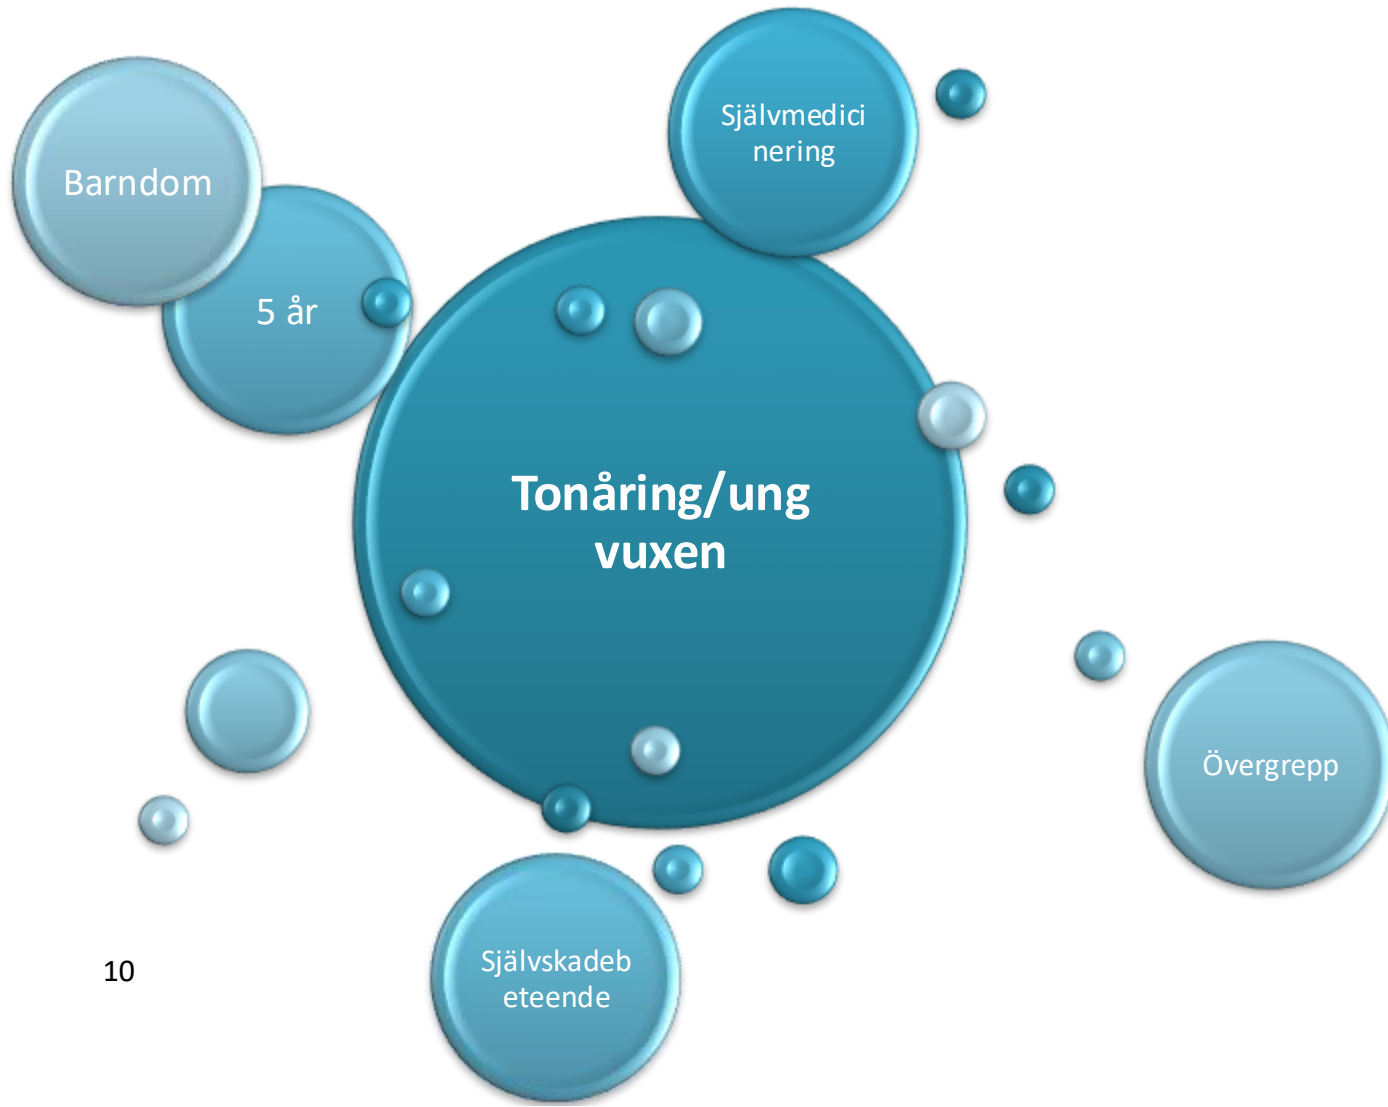 Självmedici
nering
Barndom
5 år
Tonåring/ung
vuxen
Övergrepp
Självskadeb
eteende
10